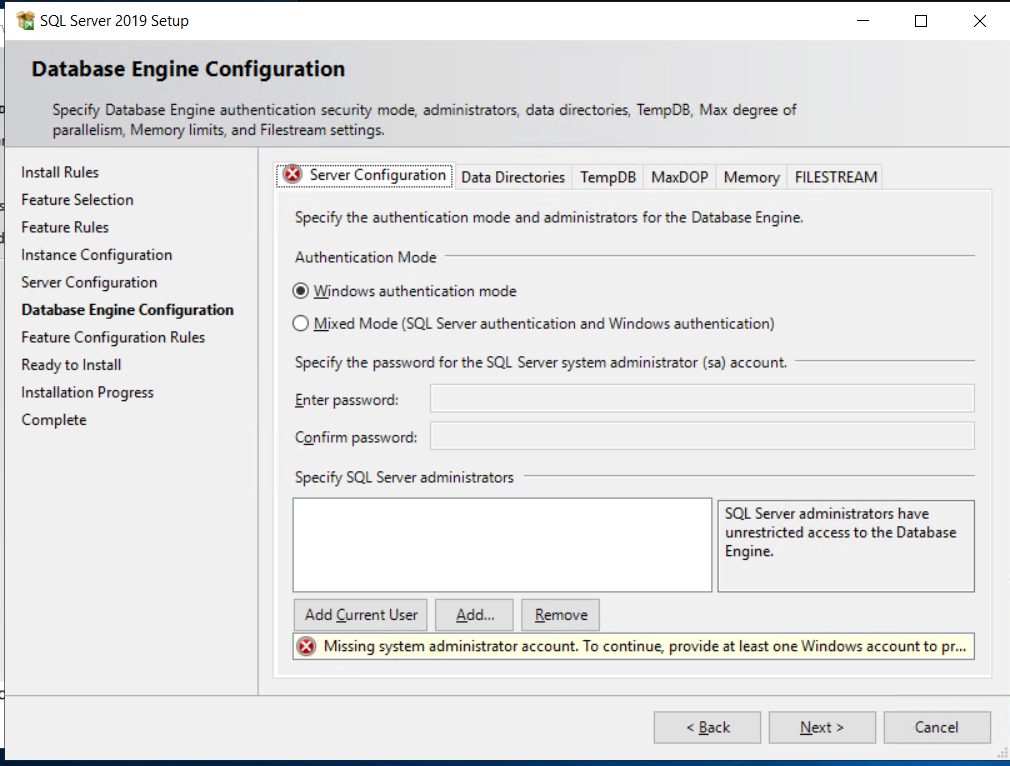 SQL Server 2019 Setup
Database Engine Configuration
Specify Database Engine authentication security mode, administrators, data directories, TempDB, Max degree of
parallelism, Memory limits, and Filestream settings.
Install Rules
Feature Selection
Feature Rules
Instance Configuration
Server Configuration
Database Engine Configuration
Feature Configuration Rules
Ready to Install
Installation Progress
Complete
Server Configuration Data Directories TempDB MaxDOP Memory FILESTREAM
Specify the authentication mode and administrators for the Database Engine.
Authentication Mode
Windows authentication mode
Mixed Mode (SQL Server authentication and Windows authentication)
Specify the password for the SQL Server system administrator (sa) account.
Enter password:
Confirm password:
Specify SQL Server administrators
SQL Server administrators have
unrestricted access to the Database
Engine.
Add Current User Add... Remove
Missing system administrator account. To continue, provide at least one Windows account to pr...
< Back Next > Cancel